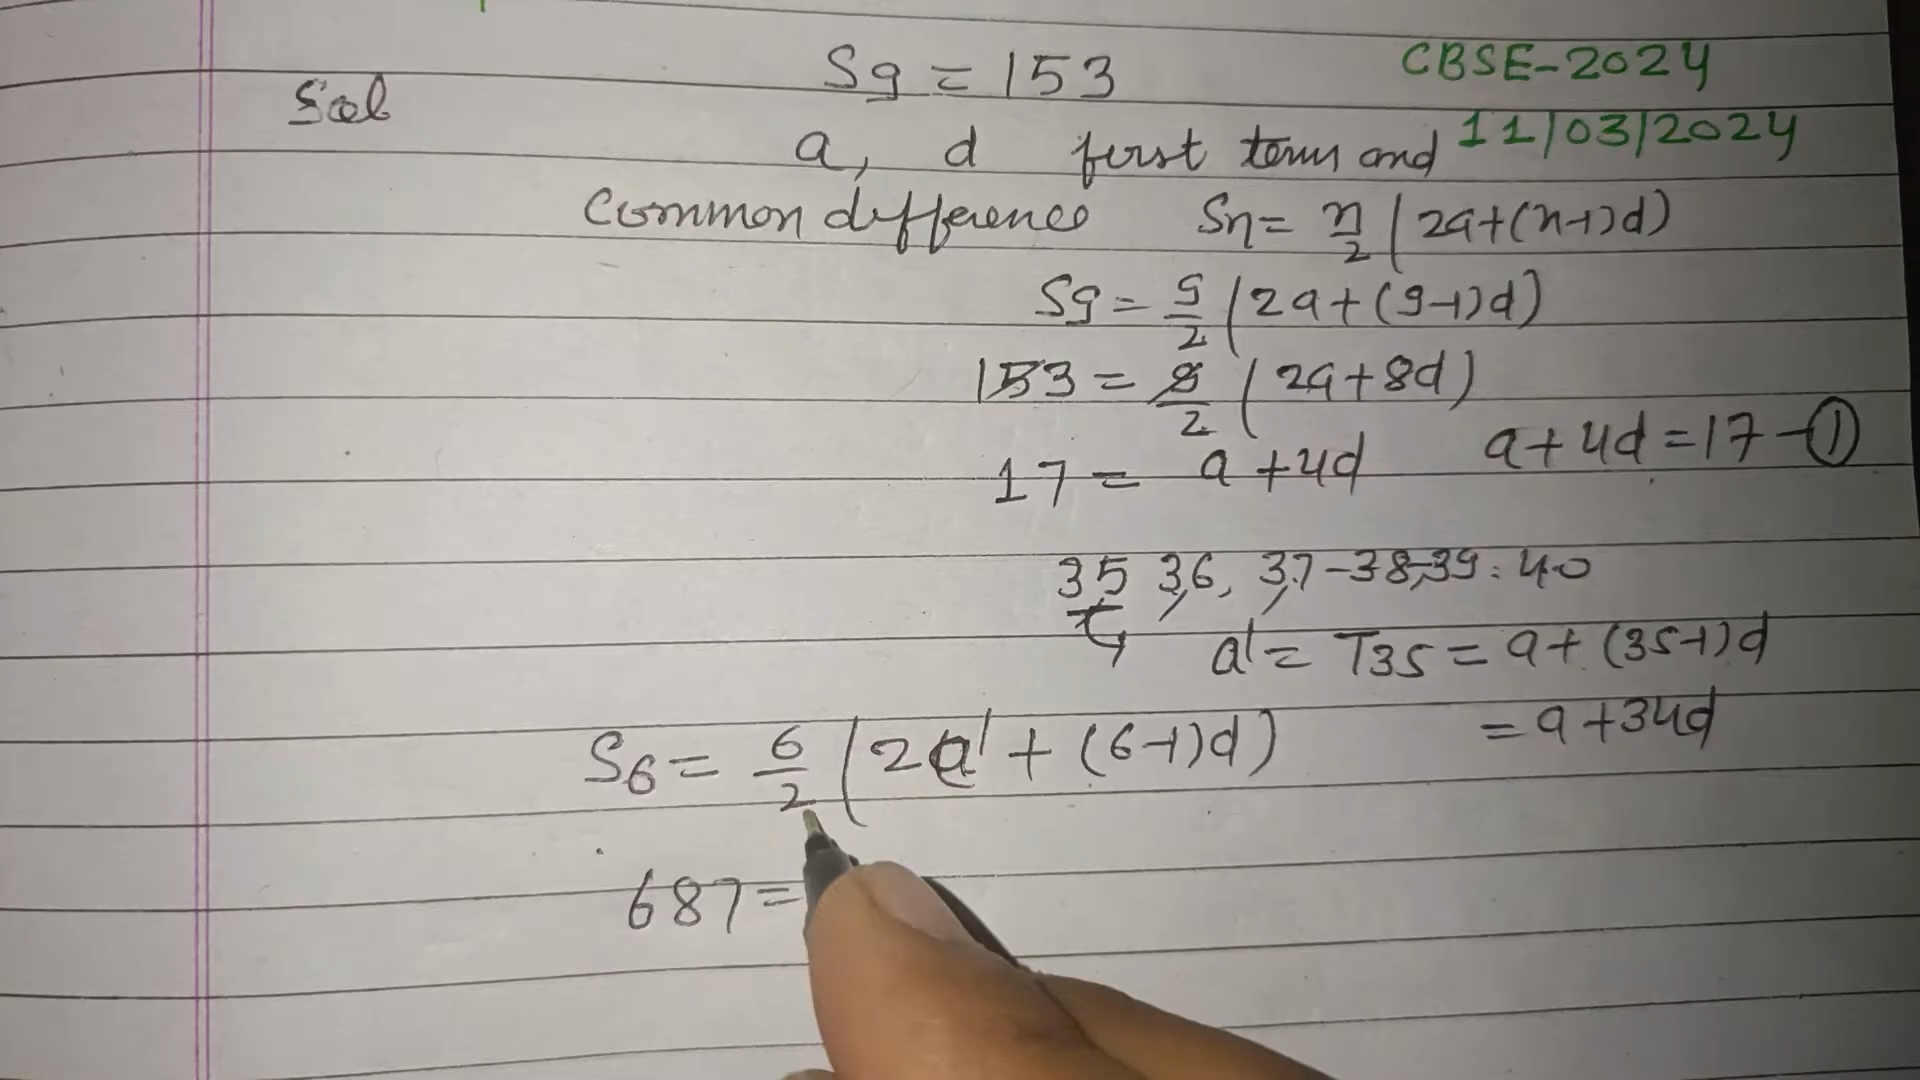 S9 = 153 CBSE-2024
Sol
a, d first term and 11/03/2024
Common difference Sn = n/2 (2a+(n-1)d)
S9 = 9/2 (2a+(9-1)d)
153 = 9/2 (2a+8d)
17 = a+4d a+4d=17-①
35 36, 37-38,39, 40
a' = T35 = a+(35-1)d
= a+34d
S6 = 6/2 (2a' + (6-1)d)
687 =